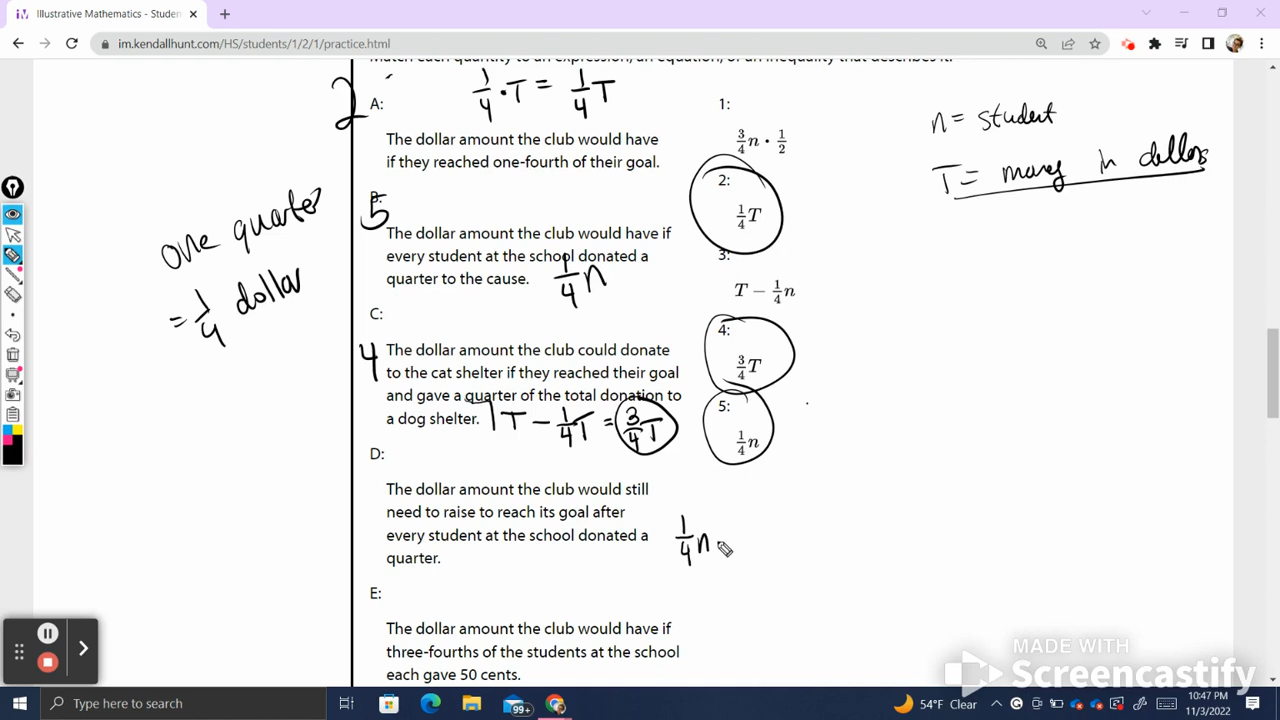 Illustrative Mathematics - Studen
im.kendallhunt.com/HS/students/1/2/1/practice.html
Match each quantity to an expression, an equation, or an inequality that describes it.
2
1/4 · T = 1/4 T
A:
The dollar amount the club would have
if they reached one-fourth of their goal.
B:
5
The dollar amount the club would have if
every student at the school donated a
quarter to the cause.
1/4 n
one quarter
= 1/4 dollar
C:
4
The dollar amount the club could donate
to the cat shelter if they reached their goal
and gave a quarter of the total donation to
a dog shelter.
1T - 1/4 T = 3/4 T
D:
The dollar amount the club would still
need to raise to reach its goal after
every student at the school donated a
quarter.
1/4 n
E:
The dollar amount the club would have if
three-fourths of the students at the school
each gave 50 cents.
1:
3/4 n · 1/2
2:
1/4 T
3:
T − 1/4 n
4:
3/4 T
5:
1/4 n
n = student
T = money in dollars
MADE WITH
Screencastify
Type here to search
99+
54°F Clear
10:47 PM
11/3/2022